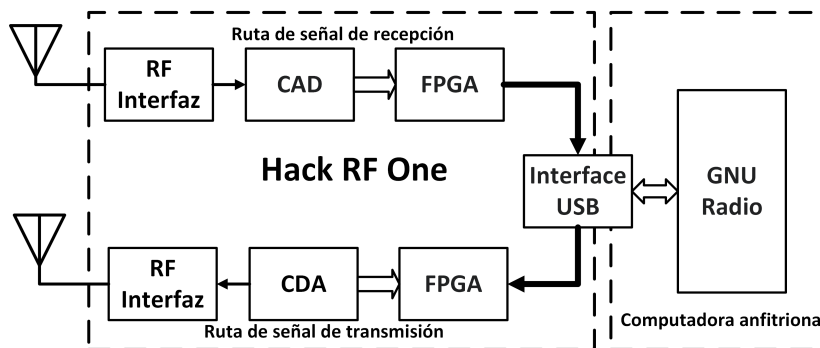 Ruta de señal de recepción
RF
Interfaz
CAD
FPGA
Hack RF One
Interface
USB
GNU
Radio
RF
Interfaz
CDA
FPGA
Ruta de señal de transmisión
Computadora anfitriona